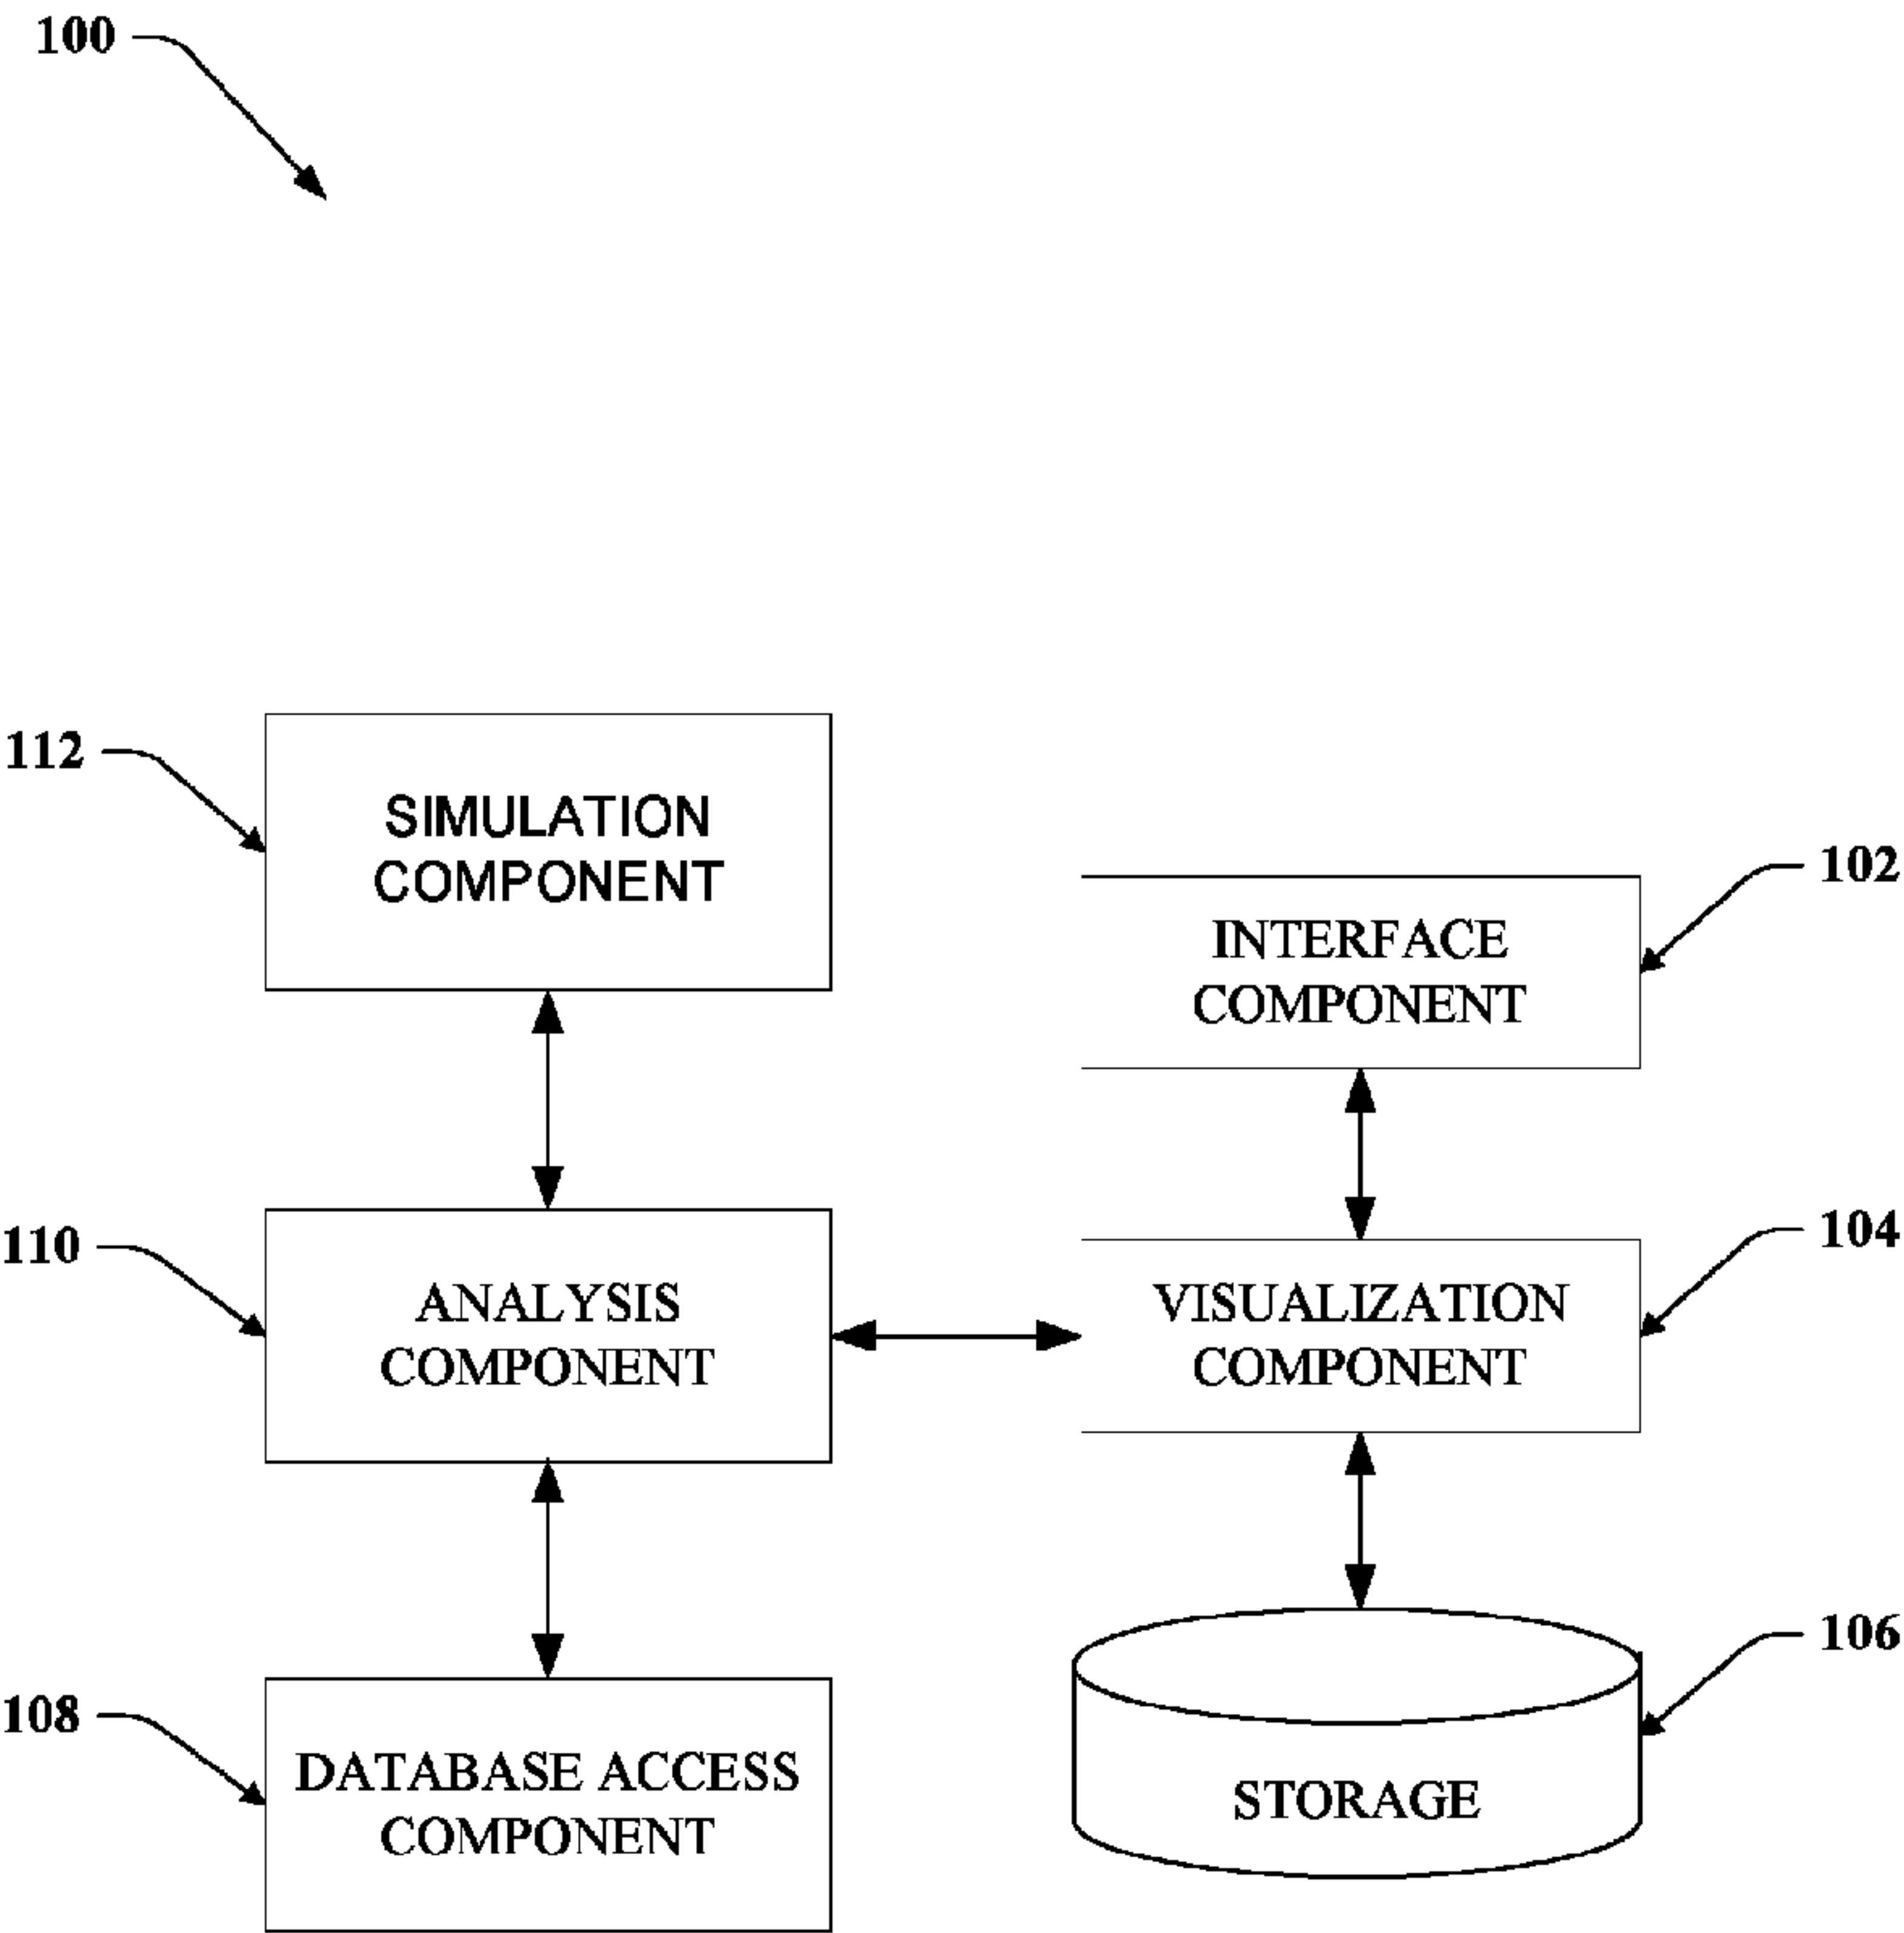 100
112
SIMULATION
COMPONENT
102
INTERFACE
COMPONENT
110
ANALYSIS
COMPONENT
104
VISUALIZATION
COMPONENT
108
DATABASE ACCESS
COMPONENT
106
STORAGE